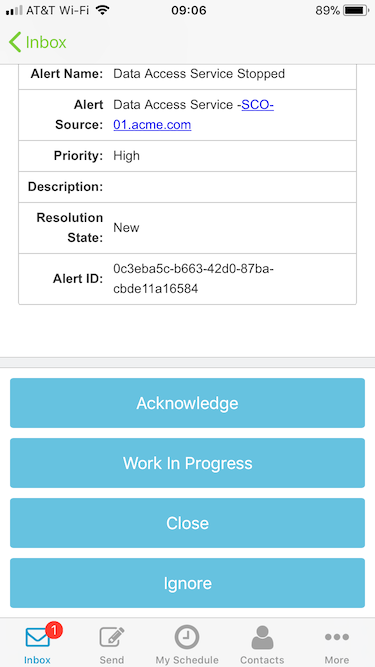 AT&T Wi-Fi 09:06 89%
Inbox
Alert Name: Data Access Service Stopped
Alert Source: Data Access Service -SCO-
01.acme.com
Priority: High
Description:
Resolution State: New
Alert ID: 0c3eba5c-b663-42d0-87ba-
cbde11a16584
Acknowledge
Work In Progress
Close
Ignore
1
Inbox Send My Schedule Contacts More